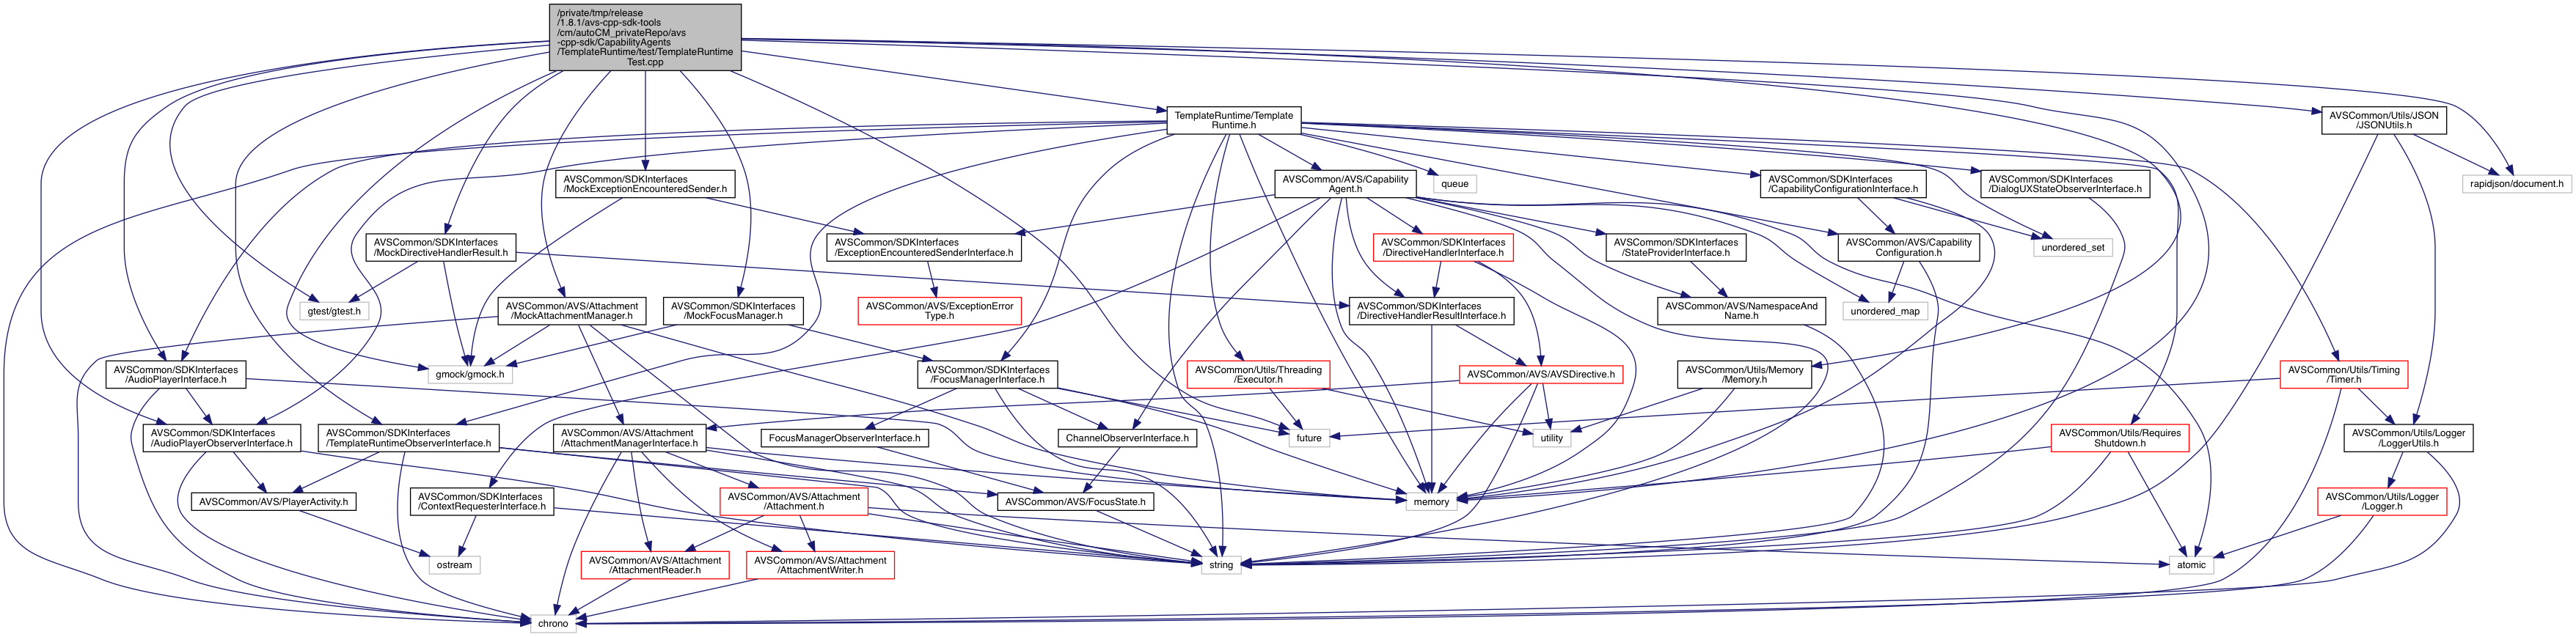 /private/tmp/release
/1.8.1/avs-cpp-sdk-tools
/cm/autoCM_privateRepo/avs
-cpp-sdk/CapabilityAgents
/TemplateRuntime/test/TemplateRuntime
Test.cpp
TemplateRuntime/Template
Runtime.h
AVSCommon/Utils/JSON
/JSONUtils.h
AVSCommon/SDKInterfaces
/MockExceptionEncounteredSender.h
AVSCommon/AVS/Capability
Agent.h
queue
AVSCommon/SDKInterfaces
/CapabilityConfigurationInterface.h
AVSCommon/SDKInterfaces
/DialogUXStateObserverInterface.h
rapidjson/document.h
AVSCommon/SDKInterfaces
/MockDirectiveHandlerResult.h
AVSCommon/SDKInterfaces
/ExceptionEncounteredSenderInterface.h
AVSCommon/SDKInterfaces
/DirectiveHandlerInterface.h
AVSCommon/SDKInterfaces
/StateProviderInterface.h
AVSCommon/AVS/Capability
Configuration.h
unordered_set
gtest/gtest.h
AVSCommon/AVS/Attachment
/MockAttachmentManager.h
AVSCommon/SDKInterfaces
/MockFocusManager.h
AVSCommon/AVS/ExceptionError
Type.h
AVSCommon/SDKInterfaces
/DirectiveHandlerResultInterface.h
AVSCommon/AVS/NamespaceAnd
Name.h
unordered_map
AVSCommon/SDKInterfaces
/AudioPlayerInterface.h
gmock/gmock.h
AVSCommon/SDKInterfaces
/FocusManagerInterface.h
AVSCommon/Utils/Threading
/Executor.h
AVSCommon/AVS/AVSDirective.h
AVSCommon/Utils/Memory
/Memory.h
AVSCommon/Utils/Timing
/Timer.h
AVSCommon/SDKInterfaces
/AudioPlayerObserverInterface.h
AVSCommon/SDKInterfaces
/TemplateRuntimeObserverInterface.h
AVSCommon/AVS/Attachment
/AttachmentManagerInterface.h
FocusManagerObserverInterface.h
ChannelObserverInterface.h
future
utility
AVSCommon/Utils/Requires
Shutdown.h
AVSCommon/Utils/Logger
/LoggerUtils.h
AVSCommon/AVS/PlayerActivity.h
AVSCommon/SDKInterfaces
/ContextRequesterInterface.h
AVSCommon/AVS/Attachment
/Attachment.h
AVSCommon/AVS/FocusState.h
memory
AVSCommon/Utils/Logger
/Logger.h
ostream
AVSCommon/AVS/Attachment
/AttachmentReader.h
AVSCommon/AVS/Attachment
/AttachmentWriter.h
string
atomic
chrono